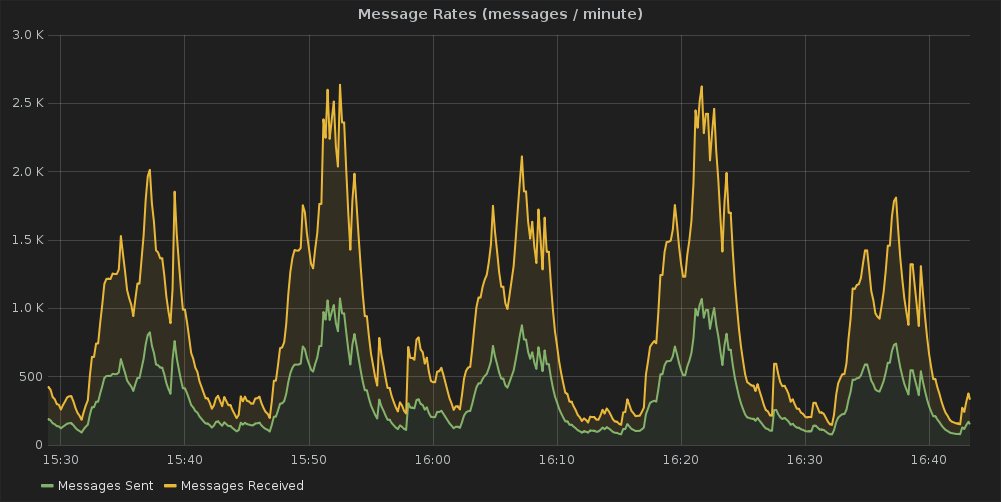 Message Rates (messages / minute)
3.0 K
2.5 K
2.0 K
1.5 K
1.0 K
500
0
15:30 15:40 15:50 16:00 16:10 16:20 16:30 16:40
Messages Sent Messages Received